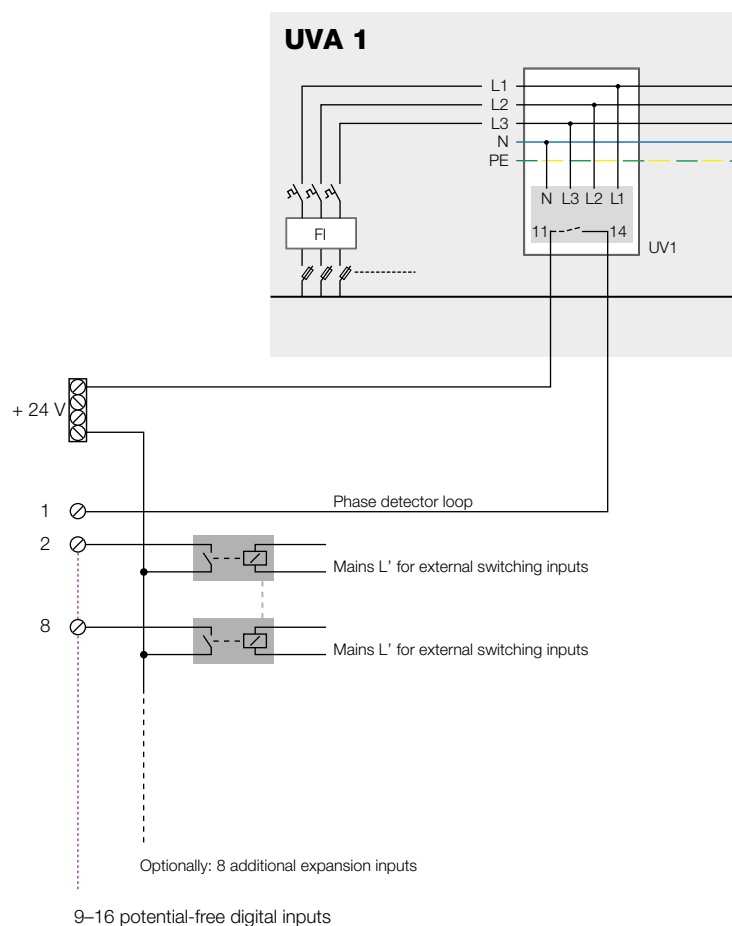 UVA 1
L1
L2
L3
N
PE
N L3 L2 L1
11 14
UV1
FI
+ 24 V
1 Phase detector loop
2
Mains L' for external switching inputs
8
Mains L' for external switching inputs
Optionally: 8 additional expansion inputs
9–16 potential-free digital inputs